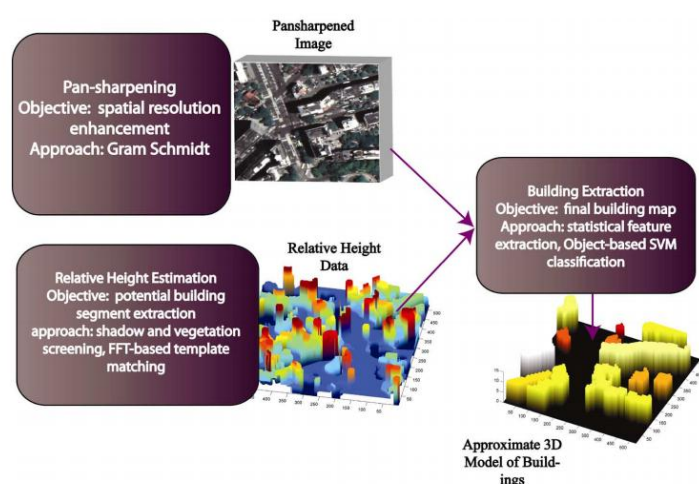 Pansharpened
Image
Pan-sharpening
Objective: spatial resolution
enhancement
Approach: Gram Schmidt
Building Extraction
Objective: final building map
Approach: statistical feature
extraction, Object-based SVM
classification
Relative Height
Data
Relative Height Estimation
Objective: potential building
segment extraction
approach: shadow and vegetation
screening, FFT-based template
matching
Approximate 3D
Model of Build-
ings